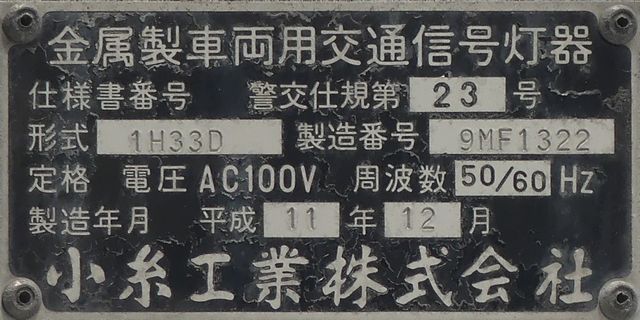 金属製車両用交通信号灯器
仕様書番号 警交仕規第 23 号
形式 1H33D 製造番号 9MF1322
定格 電圧 AC100V 周波数 50/60 Hz
製造年月 平成 11 年 12 月
小糸工業株式会社